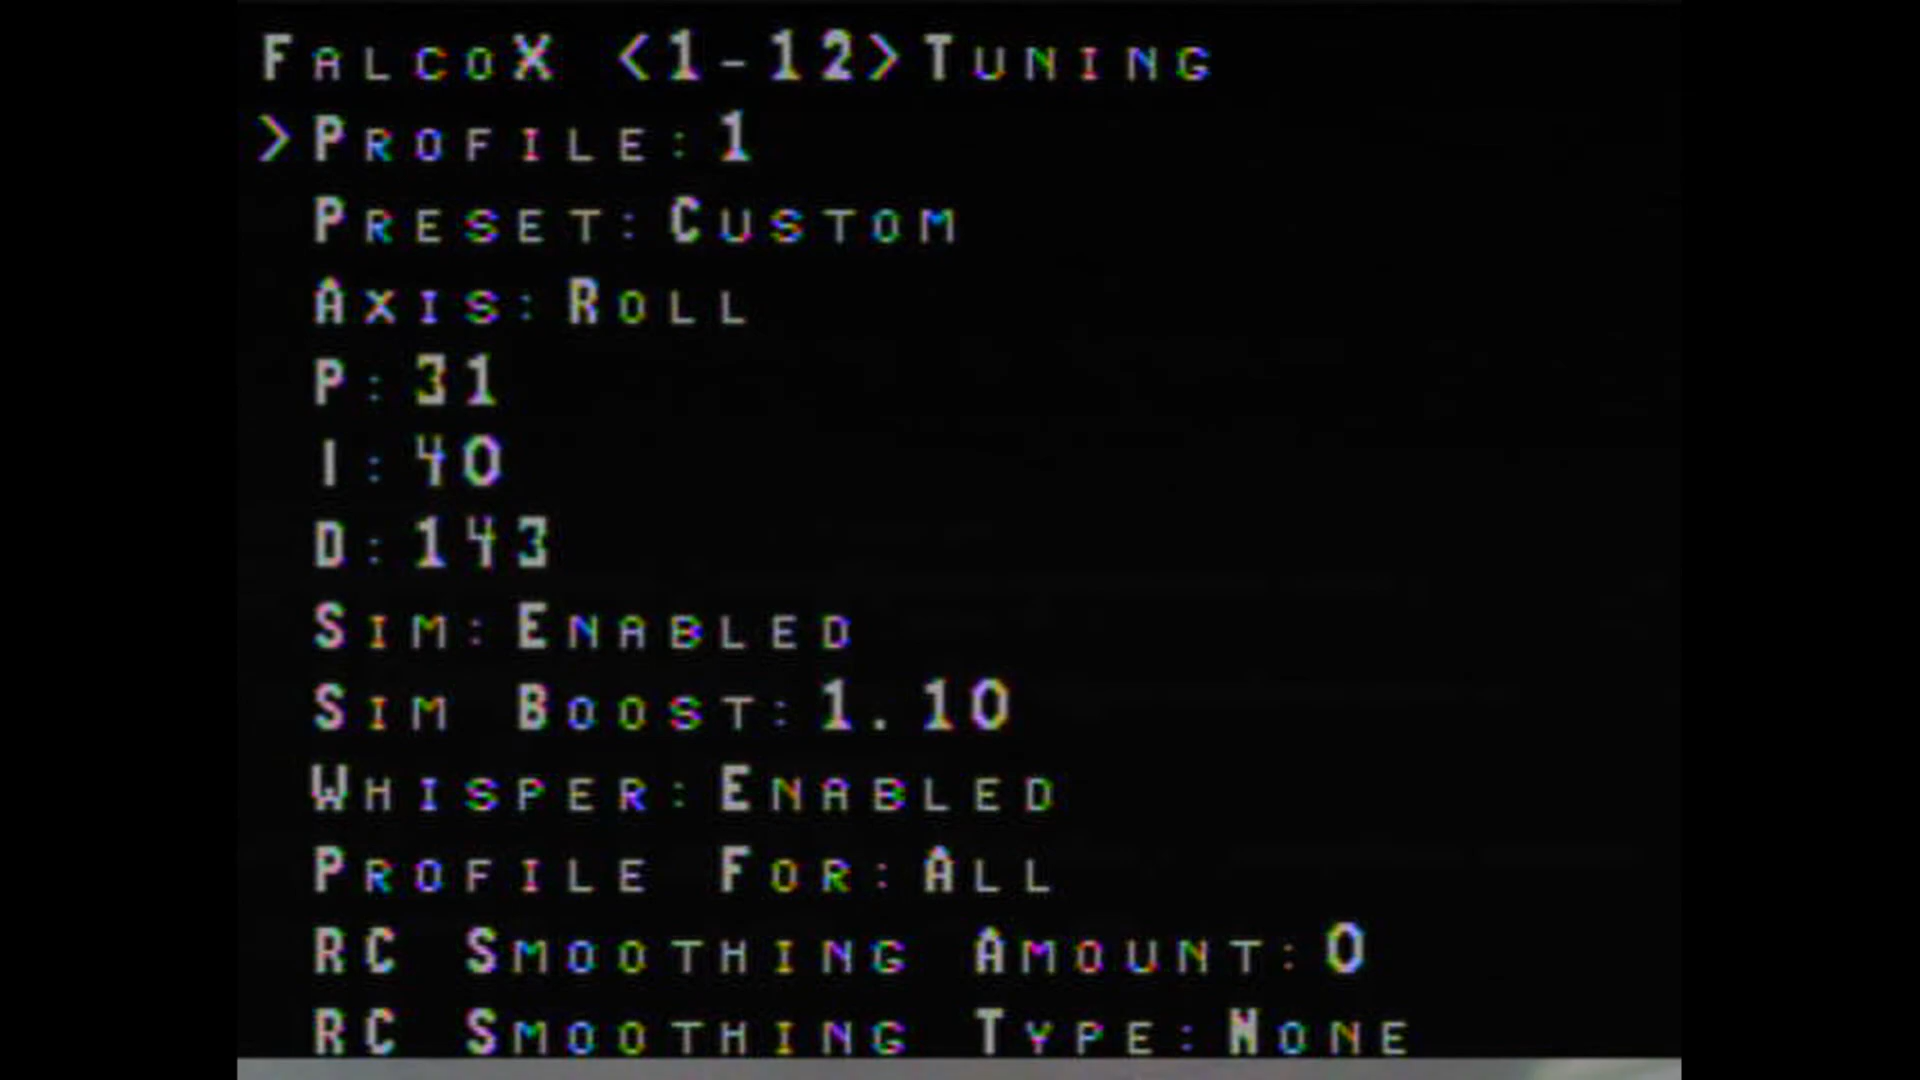 FalcoX <1-12>Tuning
>Profile:1
Preset:Custom
Axis:Roll
P:31
I:40
D:143
Sim:Enabled
Sim Boost:1.10
Whisper:Enabled
Profile For:All
RC Smoothing Amount:0
RC Smoothing Type:None